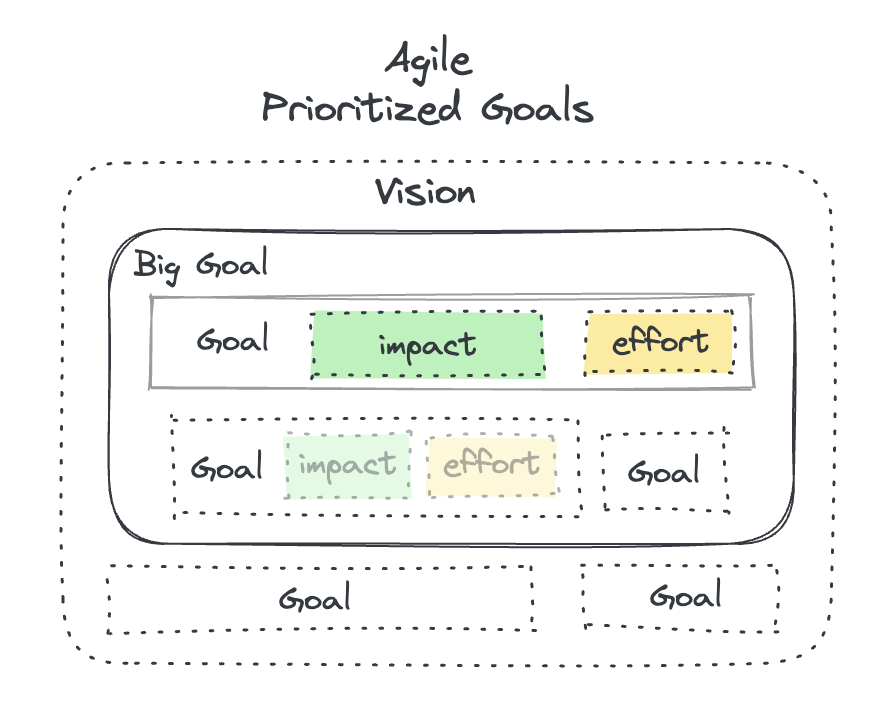 Agile
Prioritized Goals
Vision
Big Goal
Goal impact effort
Goal impact effort Goal
Goal Goal